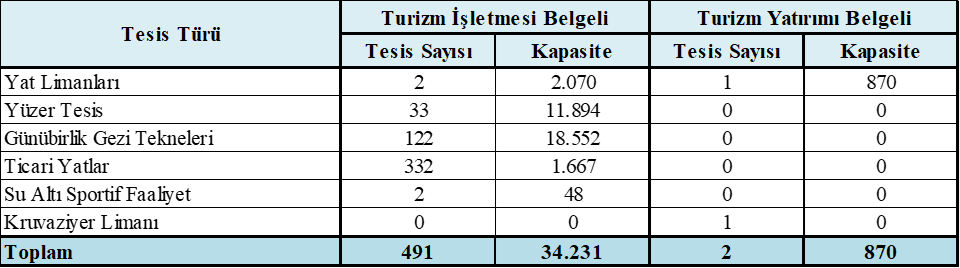 Tesis Türü Turizm İşletmesi Belgeli Turizm Yatırımı Belgeli
Tesis Sayısı Kapasite Tesis Sayısı Kapasite
Yat Limanları 2 2.070 1 870
Yüzer Tesis 33 11.894 0 0
Günübirlik Gezi Tekneleri 122 18.552 0 0
Ticari Yatlar 332 1.667 0 0
Su Altı Sportif Faaliyet 2 48 0 0
Kruvaziyer Limanı 0 0 1 0
Toplam 491 34.231 2 870